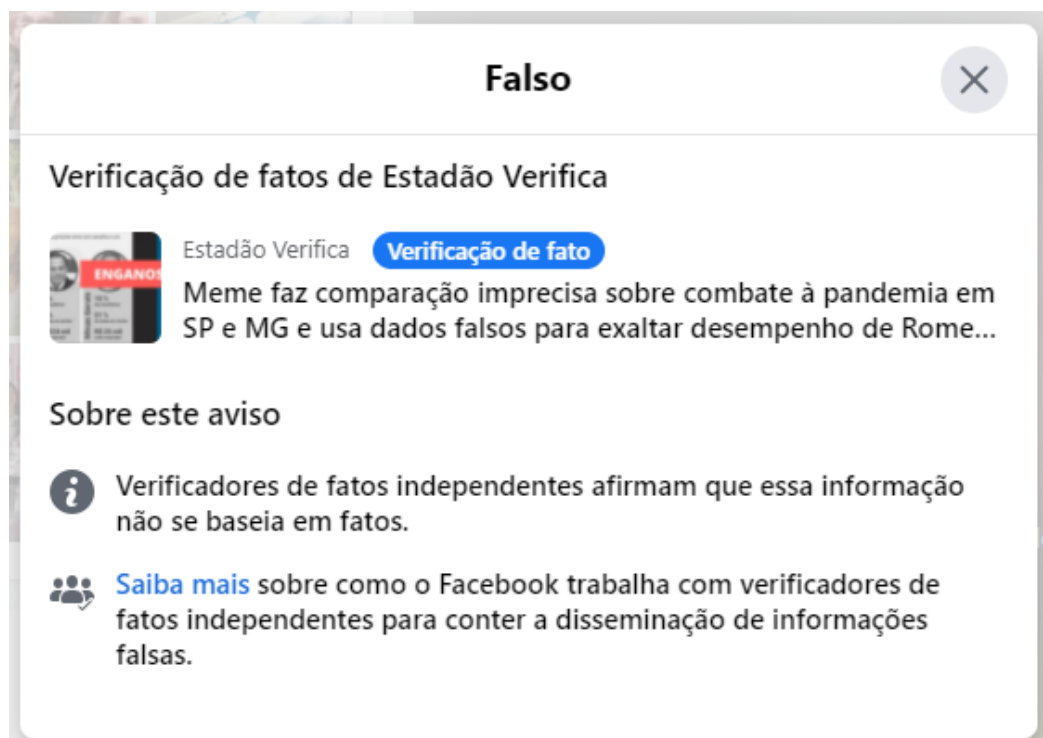 Falso
Verificação de fatos de Estadão Verifica
Estadão Verifica Verificação de fato
ENGANOS
Meme faz comparação imprecisa sobre combate à pandemia em
SP e MG e usa dados falsos para exaltar desempenho de Rome...
Sobre este aviso
Verificadores de fatos independentes afirmam que essa informação
não se baseia em fatos.
Saiba mais sobre como o Facebook trabalha com verificadores de
fatos independentes para conter a disseminação de informações
falsas.